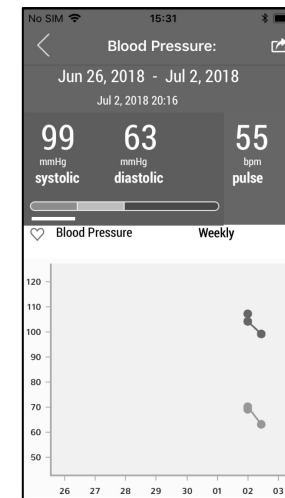 No SIM 15:31
Blood Pressure:
Jun 26, 2018 - Jul 2, 2018
Jul 2, 2018 20:16
99 63 55
mmHg mmHg bpm
systolic diastolic pulse
Blood Pressure Weekly
120
110
100
90
80
70
60
50
26 27 28 29 30 01 02 03